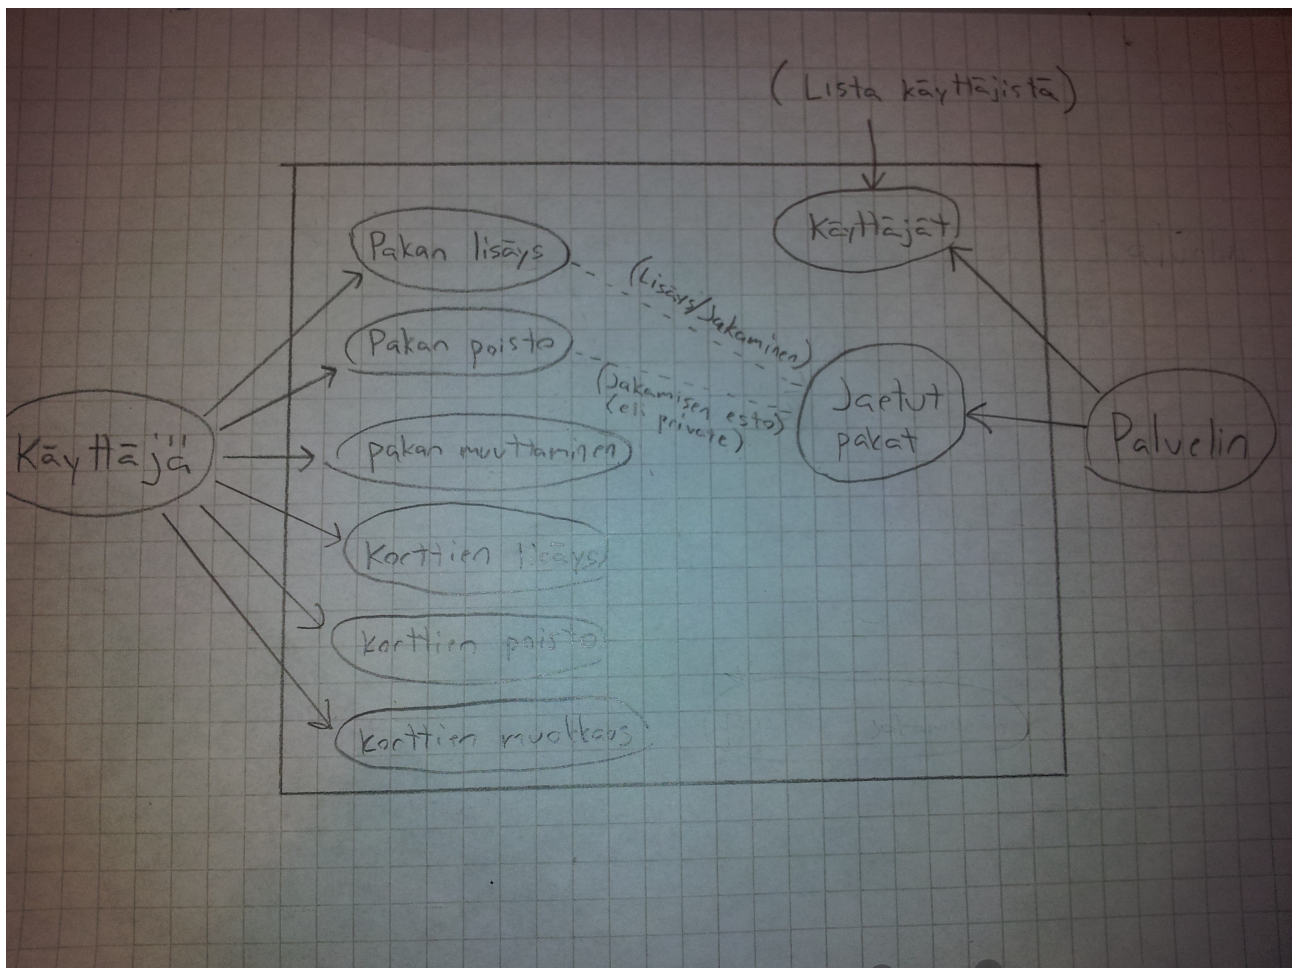 (Lista käyttäjistä)
Käyttäjät
Pakan lisäys
(Lisäys/Jakaminen)
Pakan poisto
(Jakamisen esto)
(eli private)
Jaetut
pakat
Palvelin
Käyttäjä
pakan muuttaminen
Korttien lisäys
korttien poisto
korttien muokkaus